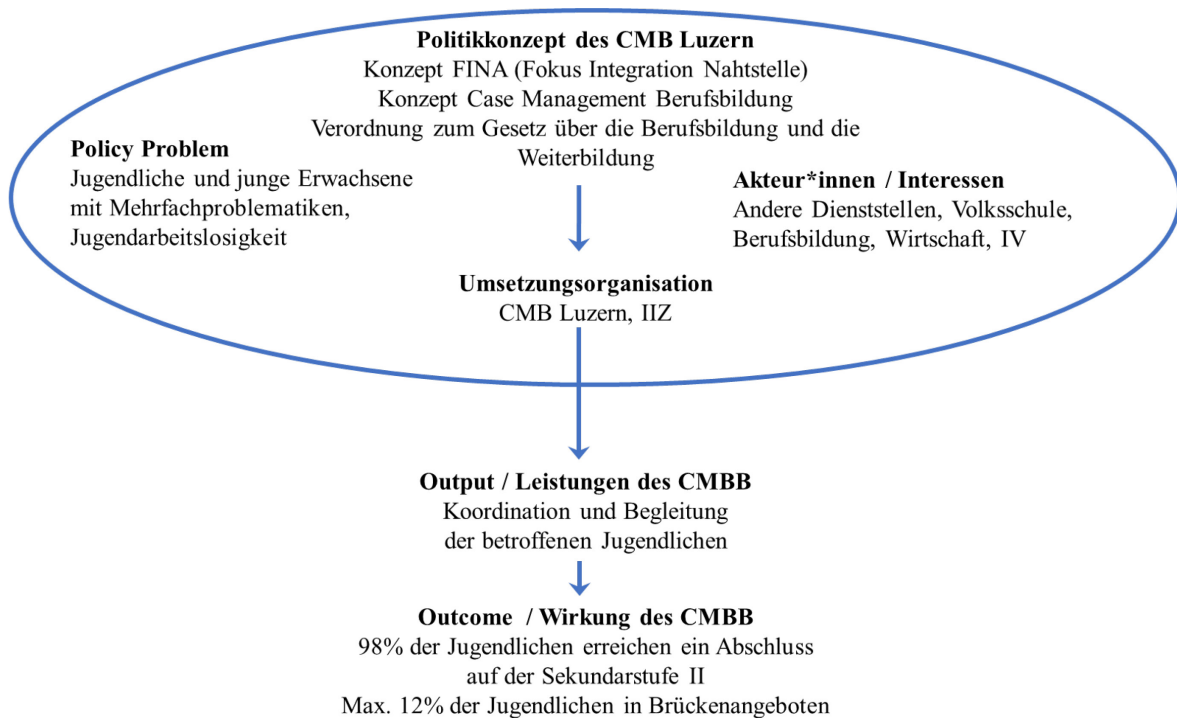 Politikkonzept des CMB Luzern
Konzept FINA (Fokus Integration Nahtstelle)
Konzept Case Management Berufsbildung
Verordnung zum Gesetz über die Berufsbildung und die
Weiterbildung
Policy Problem
Jugendliche und junge Erwachsene
mit Mehrfachproblematiken,
Jugendarbeitslosigkeit
Akteur*innen / Interessen
Andere Dienststellen, Volksschule,
Berufsbildung, Wirtschaft, IV
Umsetzungsorganisation
CMB Luzern, IIZ
Output / Leistungen des CMBB
Koordination und Begleitung
der betroffenen Jugendlichen
Outcome / Wirkung des CMBB
98% der Jugendlichen erreichen ein Abschluss
auf der Sekundarstufe II
Max. 12% der Jugendlichen in Brückenangeboten